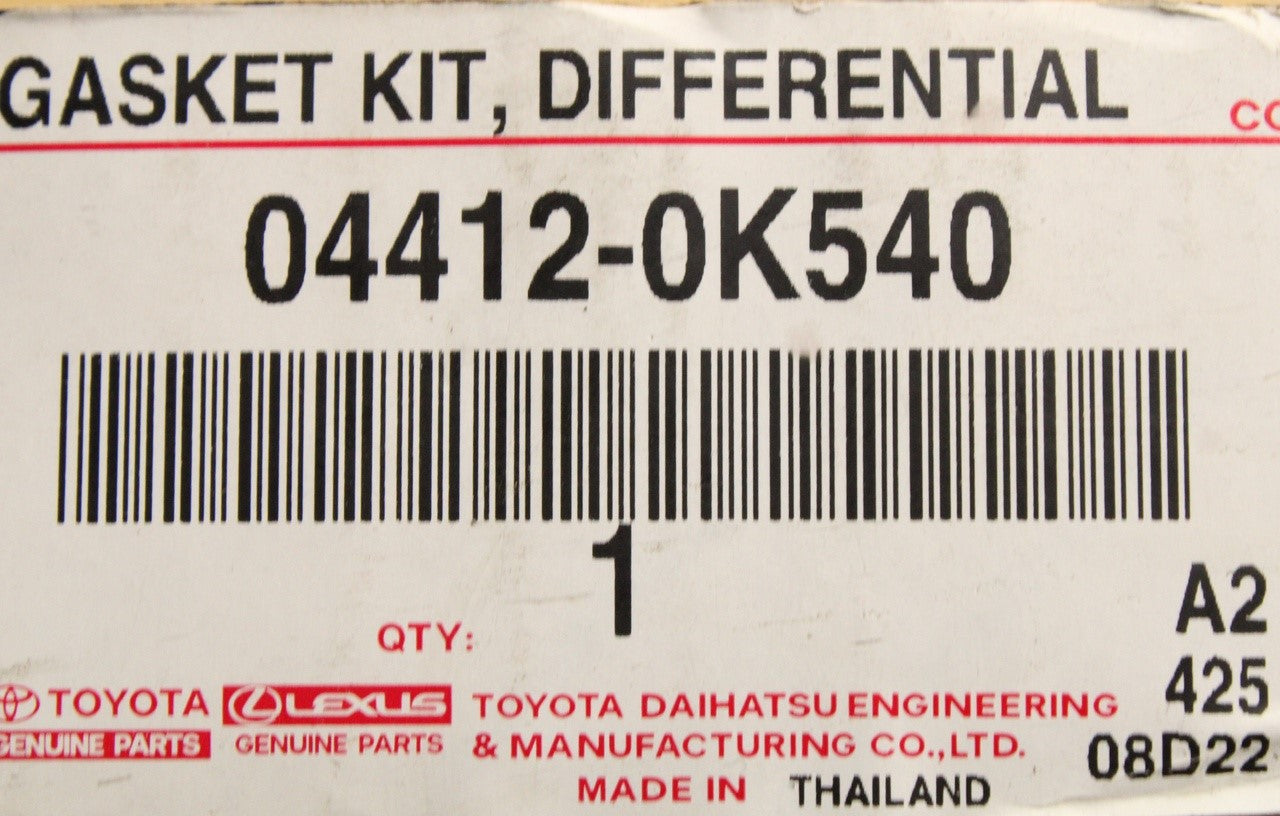 GASKET KIT, DIFFERENTIAL
04412-0K540
1
QTY:
A2
425
08D22
TOYOTA
GENUINE PARTS
LEXUS
GENUINE PARTS
TOYOTA DAIHATSU ENGINEERING
& MANUFACTURING CO.,LTD.
MADE IN THAILAND